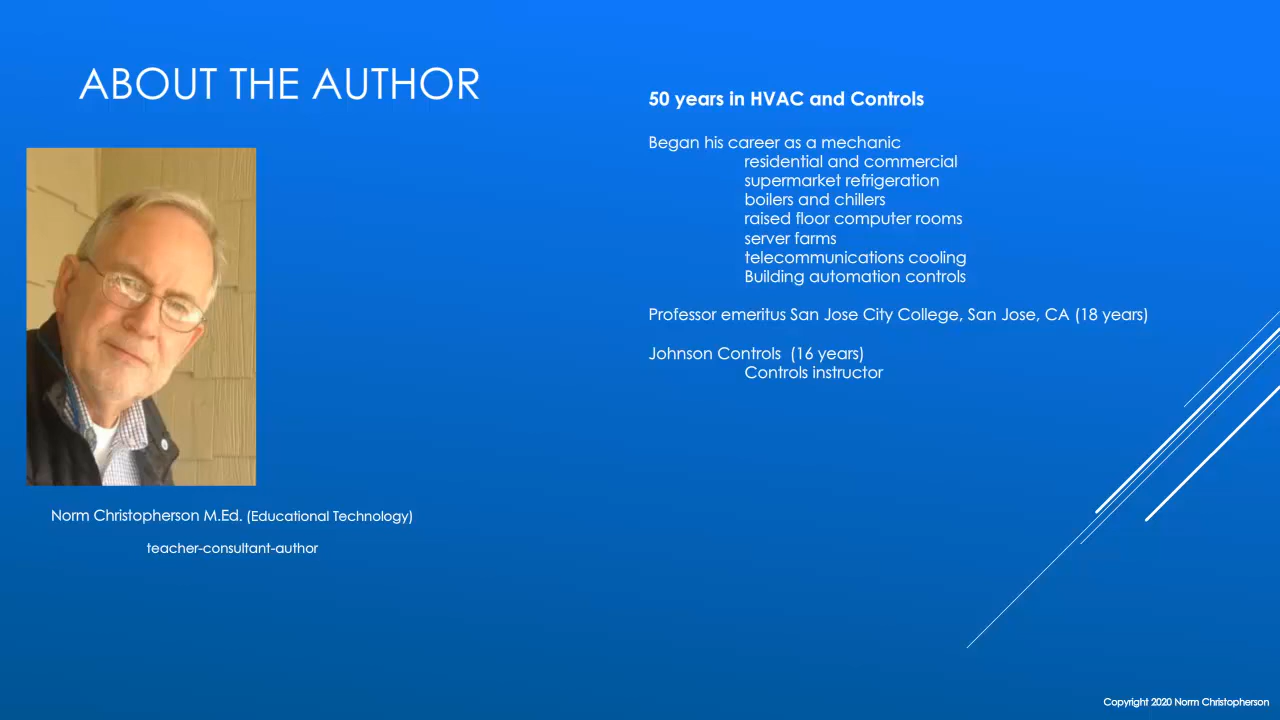 ABOUT THE AUTHOR
Norm Christopherson M.Ed. (Educational Technology)
teacher-consultant-author
50 years in HVAC and Controls
Began his career as a mechanic
residential and commercial
supermarket refrigeration
boilers and chillers
raised floor computer rooms
server farms
telecommunications cooling
Building automation controls
Professor emeritus San Jose City College, San Jose, CA (18 years)
Johnson Controls (16 years)
Controls instructor
Copyright 2020 Norm Christopherson